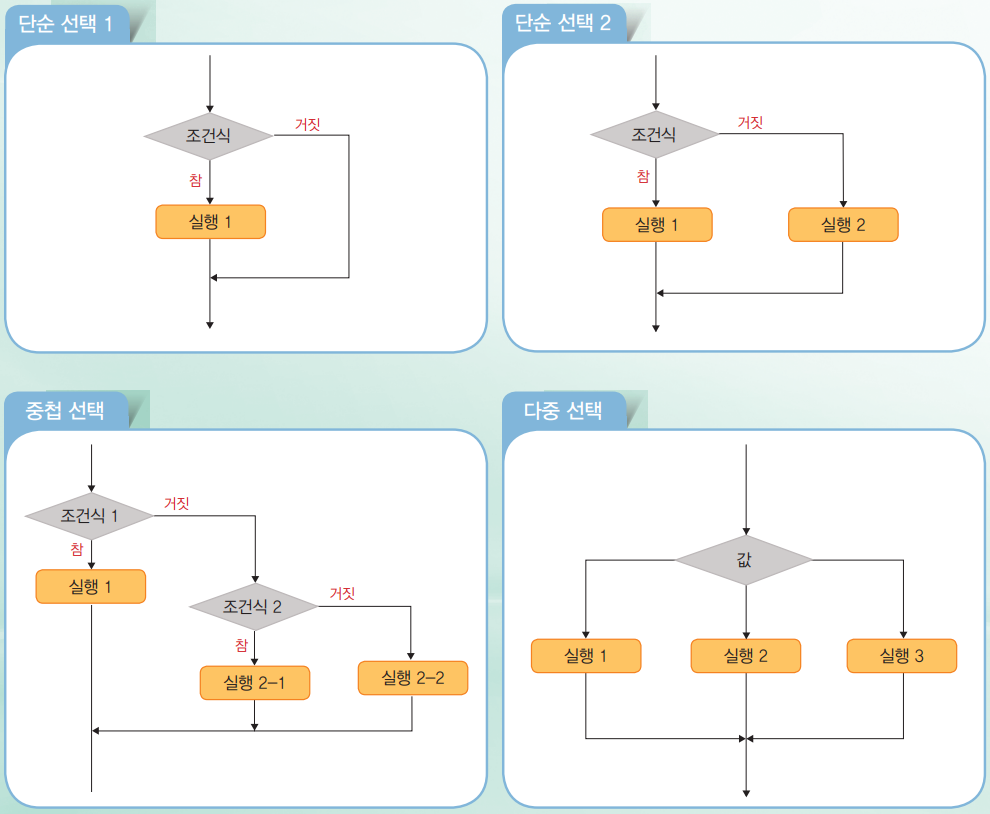 단순 선택 1
조건식
거짓
참
실행 1
단순 선택 2
조건식
거짓
참
실행 1
실행 2
중첩 선택
조건식 1
거짓
참
실행 1
조건식 2
거짓
참
실행 2–1
실행 2–2
다중 선택
값
실행 1
실행 2
실행 3